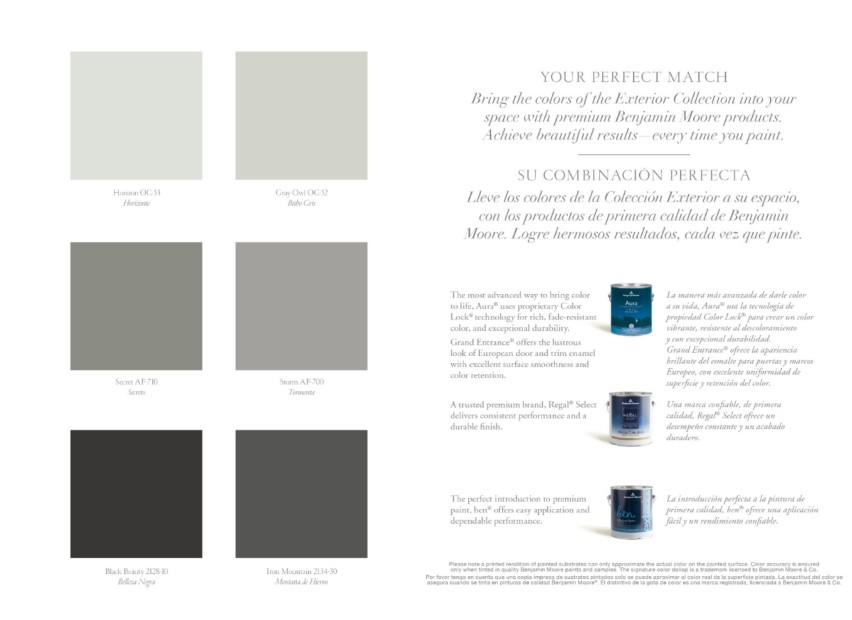 Horizon OC-53
Horizonte
Gray Owl OC-52
Búho Gris
Secret AF-710
Secreto
Storm AF-700
Tormenta
Black Beauty 2128-10
Belleza Negra
Iron Mountain 2134-30
Montaña de Hierro
YOUR PERFECT MATCH
Bring the colors of the Exterior Collection into your
space with premium Benjamin Moore products.
Achieve beautiful results—every time you paint.
SU COMBINACIÓN PERFECTA
Lleve los colores de la Colección Exterior a su espacio,
con los productos de primera calidad de Benjamin
Moore. Logre hermosos resultados, cada vez que pinte.
The most advanced way to bring color
to life, Aura® uses proprietary Color
Lock® technology for rich, fade-resistant
color, and exceptional durability.
Grand Entrance® offers the lustrous
look of European door and trim enamel
with excellent surface smoothness and
color retention.
Aura
La manera más avanzada de darle color
a su vida, Aura® usa la tecnología de
propiedad Color Lock® para crear un color
vibrante, resistente al descoloramiento
y con excepcional durabilidad.
Grand Entrance® ofrece la apariencia
brillante del esmalte para puertas y marcos
Europeo, con excelente uniformidad de
superficie y retención del color.
A trusted premium brand, Regal® Select
delivers consistent performance and a
durable finish.
Una marca confiable, de primera
calidad, Regal® Select ofrece un
desempeño constante y un acabado
duradero.
The perfect introduction to premium
paint, ben® offers easy application and
dependable performance.
ben
La introducción perfecta a la pintura de
primera calidad, ben® ofrece una aplicación
fácil y un rendimiento confiable.
Please note a printed rendition of painted substrates can only approximate the actual color on the painted surface. Color accuracy is ensured
only when tinted in quality Benjamin Moore paints and samples. The signature color dollop is a trademark licensed to Benjamin Moore & Co.
Por favor tenga en cuenta que una copia impresa de sustratos pintados solo se puede aproximar al color real de la superficie pintada. La exactitud del color se
asegura cuando se tinta en pinturas de calidad Benjamin Moore®. El distintivo de la gota de color es una marca registrada, licenciada a Benjamin Moore & Co.